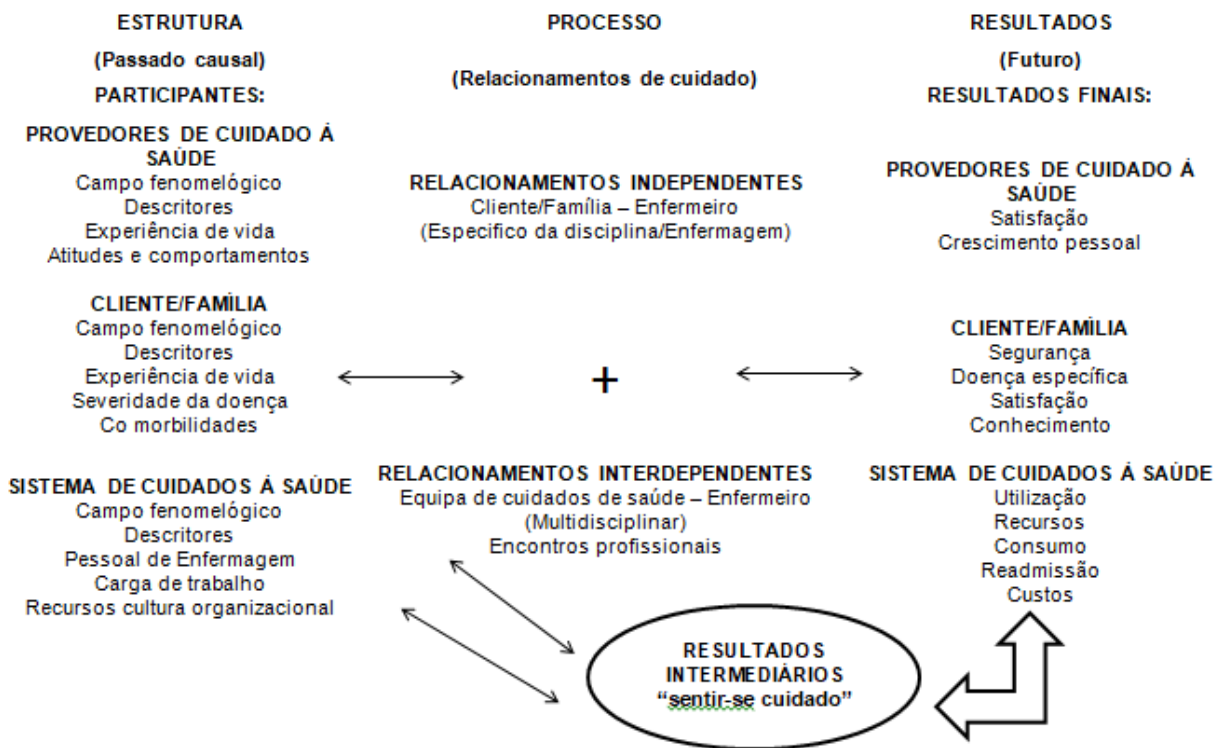 ESTRUTURA
(Passado causal)
PARTICIPANTES:
PROVEDORES DE CUIDADO À
SAÚDE
Campo fenomelógico
Descritores
Experiência de vida
Atitudes e comportamentos
CLIENTE/FAMÍLIA
Campo fenomelógico
Descritores
Experiência de vida
Severidade da doença
Co morbilidades
SISTEMA DE CUIDADOS À SAÚDE
Campo fenomelógico
Descritores
Pessoal de Enfermagem
Carga de trabalho
Recursos cultura organizacional
PROCESSO
(Relacionamentos de cuidado)
RELACIONAMENTOS INDEPENDENTES
Cliente/Família – Enfermeiro
(Especifico da disciplina/Enfermagem)
+
RELACIONAMENTOS INTERDEPENDENTES
Equipa de cuidados de saúde – Enfermeiro
(Multidisciplinar)
Encontros profissionais
RESULTADOS
INTERMEDIÁRIOS
“sentir-se cuidado”
RESULTADOS
(Futuro)
RESULTADOS FINAIS:
PROVEDORES DE CUIDADO À
SAÚDE
Satisfação
Crescimento pessoal
CLIENTE/FAMÍLIA
Segurança
Doença específica
Satisfação
Conhecimento
SISTEMA DE CUIDADOS À SAÚDE
Utilização
Recursos
Consumo
Readmissão
Custos